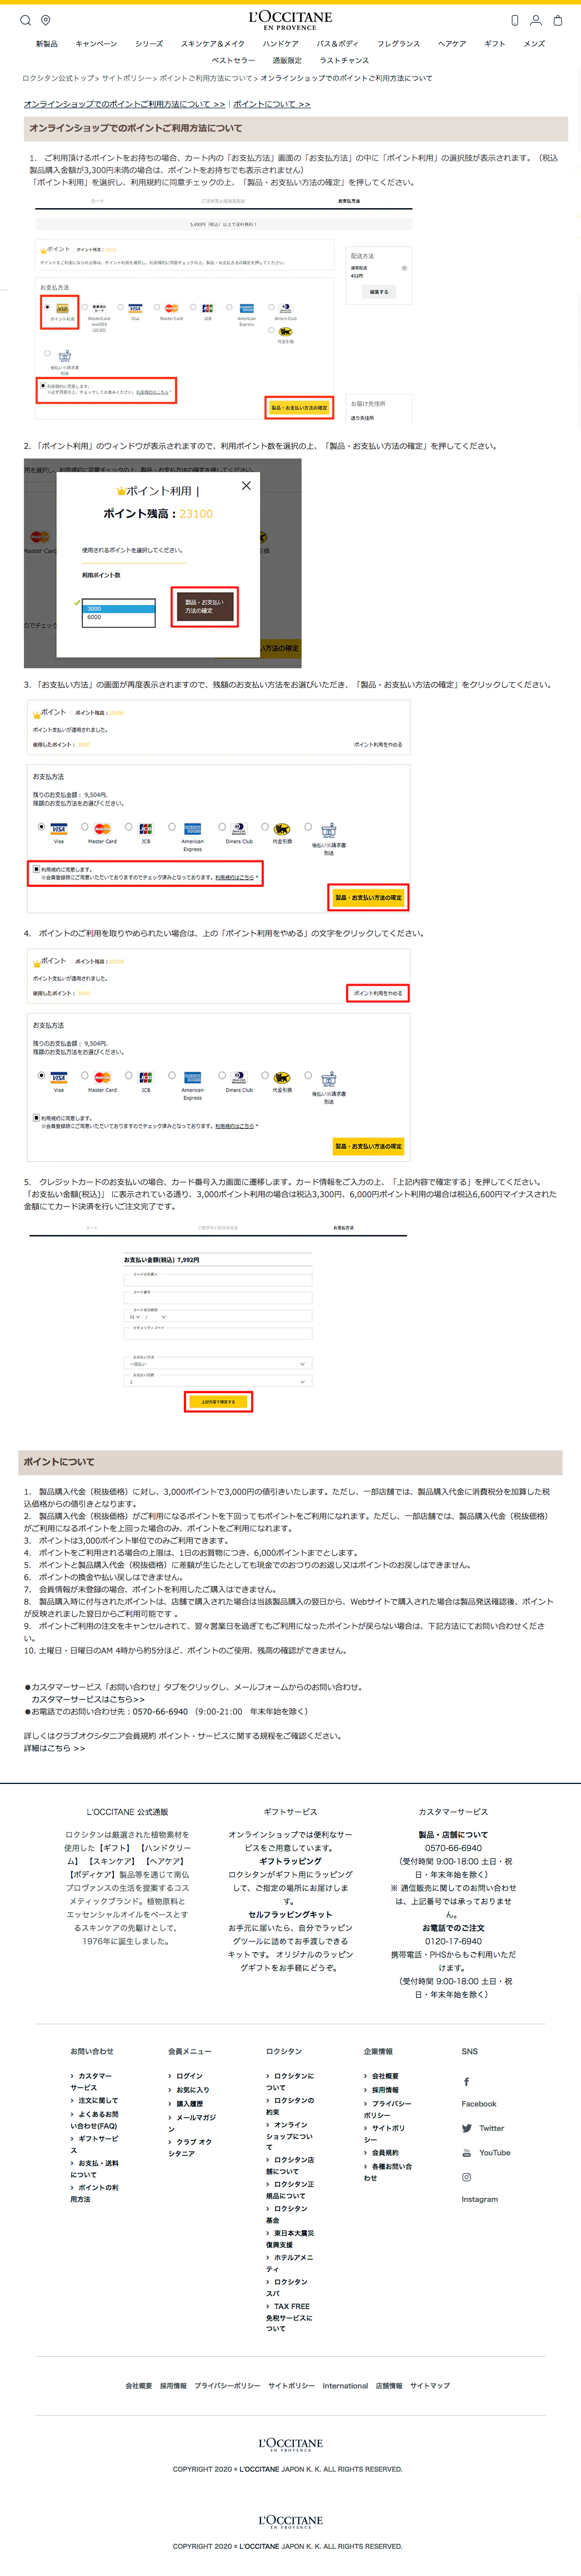 L'OCCITANE
EN PROVENCE
新製品 キャンペーン シリーズ スキンケア＆メイク ハンドケア バス＆ボディ フレグランス ヘアケア ギフト メンズ
ベストセラー 通販限定 ラストチャンス
ロクシタン公式トップ> サイトポリシー> ポイントご利用方法について> オンラインショップでのポイントご利用方法について
オンラインショップでのポイントご利用方法について >>｜ポイントについて >>
オンラインショップでのポイントご利用方法について
1. ご利用頂けるポイントをお持ちの場合、カート内の「お支払方法」画面の「お支払方法」の中に「ポイント利用」の選択肢が表示されます。（税込
製品購入金額が3,300円未満の場合は、ポイントをお持ちでも表示されません）
「ポイント利用」を選択し、利用規約に同意チェックの上、「製品・お支払い方法の確定」を押してください。
カート お支払方法
5,400円（税込）以上で送料無料！
ポイント ポイント残高：23100
ポイントをご利用になられる際は、ポイント利用を選択し、利用規約に同意チェックの上、製品・お支払い方法の確定を押してください。
配送方法
通常配送
432円
編集する
お支払方法
ポイント利用
MasterCard
Visa
Master Card
JCB
American
Express
Diners Club
代金引換
後払い※請求書
別送
利用規約に同意します。
※必ず同意の上、チェックしてお進みください。利用規約はこちら *
製品・お支払い方法の確定
お届け先住所
送り先住所
2. 「ポイント利用」のウィンドウが表示されますので、利用ポイント数を選択の上、「製品・お支払い方法の確定」を押してください。
ポイント利用 |
ポイント残高：23100
使用されるポイントを選択してください。
利用ポイント数
3000
6000
製品・お支払い
方法の確定
Master Card
い方法の確定
3. 「お支払い方法」の画面が再度表示されますので、残額のお支払い方法をお選びいただき、「製品・お支払い方法の確定」をクリックしてください。
ポイント ポイント残高：23100
ポイント支払いが適用されました。
使用したポイント： 3000 ポイント利用をやめる
お支払方法
残りのお支払金額： 9,504円.
残額のお支払方法をお選びください。
Visa Master Card JCB American
Express Diners Club 代金引換 後払い※請求書
別送
利用規約に同意します。
※会員登録時にご同意いただいておりますのでチェック済みとなっております。利用規約はこちら *
製品・お支払い方法の確定
4. ポイントのご利用を取りやめられたい場合は、上の「ポイント利用をやめる」の文字をクリックしてください。
ポイント ポイント残高：23100
ポイント支払いが適用されました。
使用したポイント： 3000 ポイント利用をやめる
お支払方法
残りのお支払金額： 9,504円.
残額のお支払方法をお選びください。
Visa Master Card JCB American
Express Diners Club 代金引換 後払い※請求書
別送
利用規約に同意します。
※会員登録時にご同意いただいておりますのでチェック済みとなっております。利用規約はこちら *
製品・お支払い方法の確定
5. クレジットカードのお支払いの場合、カード番号入力画面に遷移します。カード情報をご入力の上、「上記内容で確定する」を押してください。
「お支払い金額(税込)」 に表示されている通り、3,000ポイント利用の場合は税込3,300円、6,000円ポイント利用の場合は税込6,600円マイナスされた
金額にてカード決済を行いご注文完了です。
カート お支払方法
お支払い金額(税込) 7,992円
カード名義人
カード番号
カード有効期限
01 /
セキュリティコード
お支払い方法
一括払い
お支払い回数
1
上記内容で確定する
ポイントについて
1. 製品購入代金（税抜価格）に対し、3,000ポイントで3,000円の値引きいたします。ただし、一部店舗では、製品購入代金に消費税分を加算した税
込価格からの値引きとなります。
2. 製品購入代金（税抜価格）がご利用になるポイントを下回ってもポイントをご利用になれます。ただし、一部店舗では、製品購入代金（税抜価格）
がご利用になるポイントを上回った場合のみ、ポイントをご利用になれます。
3. ポイントは3,000ポイント単位でのみご利用できます。
4. ポイントをご利用される場合の上限は、1日のお買物につき、6,000ポイントまでとします。
5. ポイントと製品購入代金（税抜価格）に差額が生じたとしても現金でのおつりのお返し又はポイントのお戻しはできません。
6. ポイントの換金や払い戻しはできません。
7. 会員情報が未登録の場合、ポイントを利用したご購入はできません。
8. 製品購入時に付与されたポイントは、店舗で購入された場合は当該製品購入の翌日から、Webサイトで購入された場合は製品発送確認後、ポイント
が反映されました翌日からご利用可能です 。
9. ポイントご利用の注文をキャンセルされて、翌々営業日を過ぎてもご利用になったポイントが戻らない場合は、下記方法にてお問い合わせくださ
い。
10. 土曜日・日曜日のAM 4時から約5分ほど、ポイントのご使用、残高の確認ができません。
●カスタマーサービス「お問い合わせ」タブをクリックし、メールフォームからのお問い合わせ。
カスタマーサービスはこちら>>
●お電話でのお問い合わせ先：0570-66-6940 （9:00-21:00 年末年始を除く）
詳しくはクラブオクシタニア会員規約 ポイント・サービスに関する規程をご確認ください。
詳細はこちら >>
L'OCCITANE 公式通販
ロクシタンは厳選された植物素材を
使用した【ギフト】 【ハンドクリー
ム】 【スキンケア】 【ヘアケア】
【ボディケア】製品等を通じて南仏
プロヴァンスの生活を提案するコス
メティックブランド。植物原料と
エッセンシャルオイルをベースとす
るスキンケアの先駆けとして、
1976年に誕生しました。
ギフトサービス
オンラインショップでは便利なサー
ビスをご用意しています。
ギフトラッピング
ロクシタンがギフト用にラッピング
して、ご指定の場所にお届けしま
す。
セルフラッピングキット
お手元に届いたら、自分でラッピン
グツールに詰めてお手渡しできる
キットです。 オリジナルのラッピン
グギフトをお手軽にどうぞ。
カスタマーサービス
製品・店舗について
0570-66-6940
（受付時間 9:00-18:00 土日・祝
日・年末年始を除く）
※ 通信販売に関してのお問い合わせ
は、上記番号では承っておりませ
ん。
お電話でのご注文
0120-17-6940
携帯電話・PHSからもご利用いただ
けます。
（受付時間 9:00-18:00 土日・祝
日・年末年始を除く）
お問い合わせ
› カスタマー
サービス
› 注文に関して
› よくあるお問
い合わせ(FAQ)
› ギフトサービ
ス
› お支払・送料
について
› ポイントの利
用方法
会員メニュー
› ログイン
› お気に入り
› 購入履歴
› メールマガジ
ン
› クラブ オク
シタニア
ロクシタン
› ロクシタンに
ついて
› ロクシタンの
約束
› オンライン
ショップについ
て
› ロクシタン店
舗について
› ロクシタン正
規品について
› ロクシタン
基金
› 東日本大震災
復興支援
› ホテルアメニ
ティ
› ロクシタン
スパ
› TAX FREE
免税サービスに
ついて
企業情報
› 会社概要
› 採用情報
› プライバシー
ポリシー
› サイトポリ
シー
› 会員規約
› 各種お問い合
わせ
SNS
Facebook
Twitter
YouTube
Instagram
会社概要 採用情報 プライバシーポリシー サイトポリシー International 店舗情報 サイトマップ
L'OCCITANE
EN PROVENCE
COPYRIGHT 2020 © L'OCCITANE JAPON K. K. ALL RIGHTS RESERVED.
L'OCCITANE
EN PROVENCE
COPYRIGHT 2020 © L'OCCITANE JAPON K. K. ALL RIGHTS RESERVED.